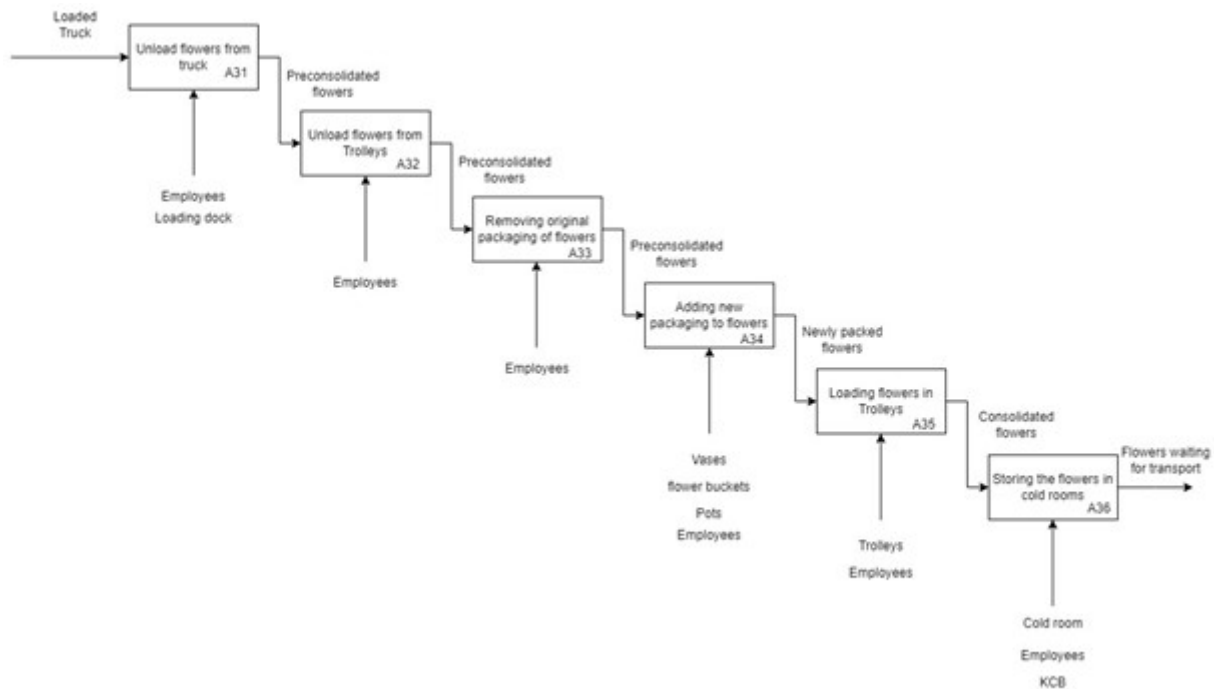 Loaded
Truck
Unload flowers from
truck
A31
Preconsolidated
flowers
Employees
Loading dock
Unload flowers from
Trolleys
A32
Preconsolidated
flowers
Employees
Removing original
packaging of flowers
A33
Preconsolidated
flowers
Employees
Adding new
packaging to flowers
A34
Newly packed
flowers
Vases
flower buckets
Pots
Employees
Loading flowers in
Trolleys
A35
Consolidated
flowers
Trolleys
Employees
Storing the flowers in
cold rooms
A36
Flowers waiting
for transport
Cold room
Employees
KCB